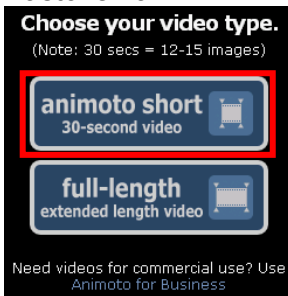 Choose your video type.
(Note: 30 secs = 12-15 images)
animoto short
30-second video
full-length
extended length video
Need videos for commercial use? Use
Animoto for Business